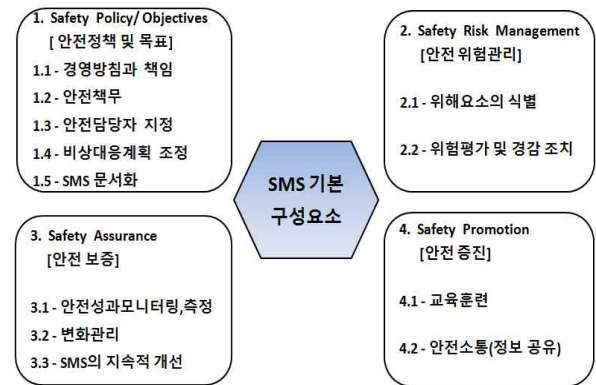 1. Safety Policy/ Objectives
[ 안전정책 및 목표]
1.1 - 경영방침과 책임
1.2 - 안전책무
1.3 - 안전담당자 지정
1.4 - 비상대응계획 조정
1.5 - SMS 문서화
2. Safety Risk Management
[안전 위험관리]
2.1 - 위해요소의 식별
2.2 - 위험평가 및 경감 조치
SMS 기본
구성요소
3. Safety Assurance
[안전 보증]
3.1 - 안전성과모니터링,측정
3.2 - 변화관리
3.3 - SMS의 지속적 개선
4. Safety Promotion
[안전 증진]
4.1 - 교육훈련
4.2 - 안전소통(정보 공유)